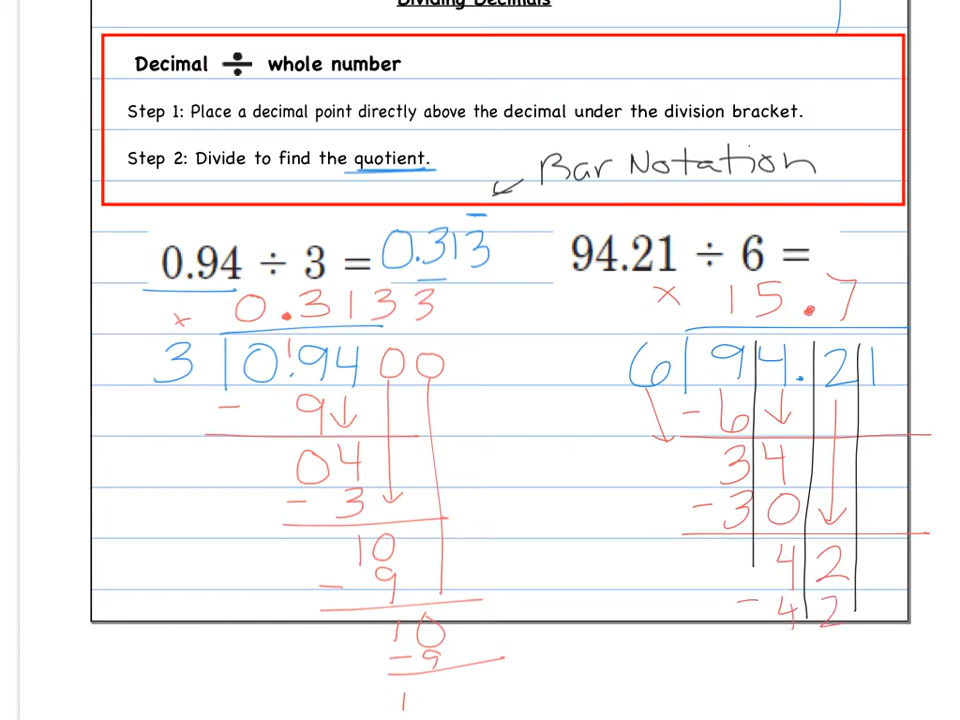 Dividing Decimals
Decimal ÷ whole number
Step 1: Place a decimal point directly above the decimal under the division bracket.
Step 2: Divide to find the quotient.
Bar Notation
0.94 ÷ 3 = 0.313̅
94.21 ÷ 6 =
× 0.3133
3 0.9400
- 9
04
- 3
10
- 9
10
- 9
1
× 15.7
6 94.21
- 6
34
- 30
42
- 42